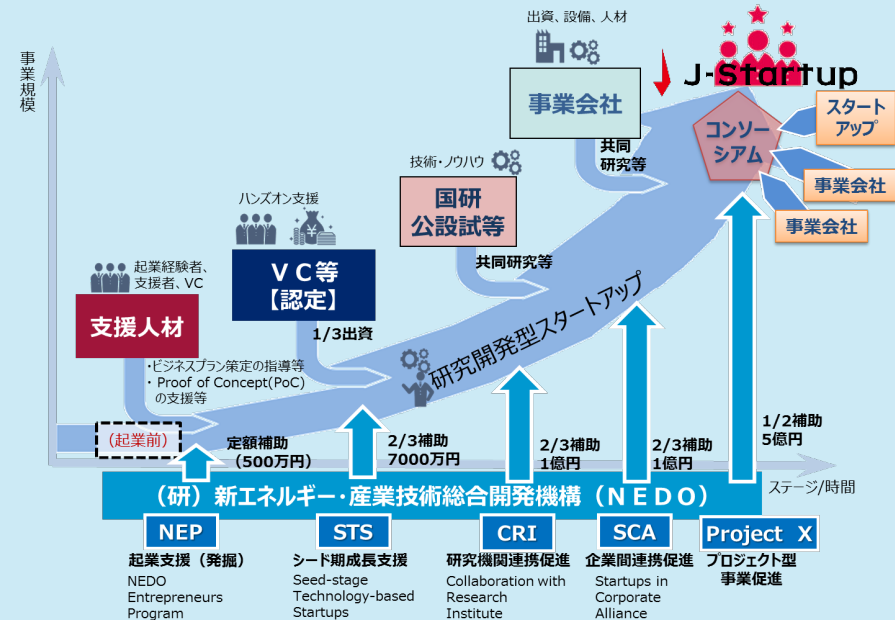 出資、設備、人材
事業規模
事業会社
J-Startup
コンソー
シアム
スタート
アップ
事業会社
事業会社
共同
研究等
技術・ノウハウ
国研
公設試等
共同研究等
ハンズオン支援
¥
ＶＣ等
【認定】
1/3出資
起業経験者、
支援者、VC
支援人材
・ビジネスプラン策定の指導等
・ Proof of Concept(PoC)
の支援等
研究開発型スタートアップ
（起業前）
定額補助
（500万円）
2/3補助
7000万円
2/3補助
1億円
2/3補助
1億円
1/2補助
5億円
ステージ/時間
（研）新エネルギー・産業技術総合開発機構（ＮＥＤＯ）
NEP
起業支援（発掘）
NEDO
Entrepreneurs
Program
STS
シード期成長支援
Seed-stage
Technology-based
Startups
CRI
研究機関連携促進
Collaboration with
Research
Institute
SCA
企業間連携促進
Startups in
Corporate
Alliance
Project X
プロジェクト型
事業促進